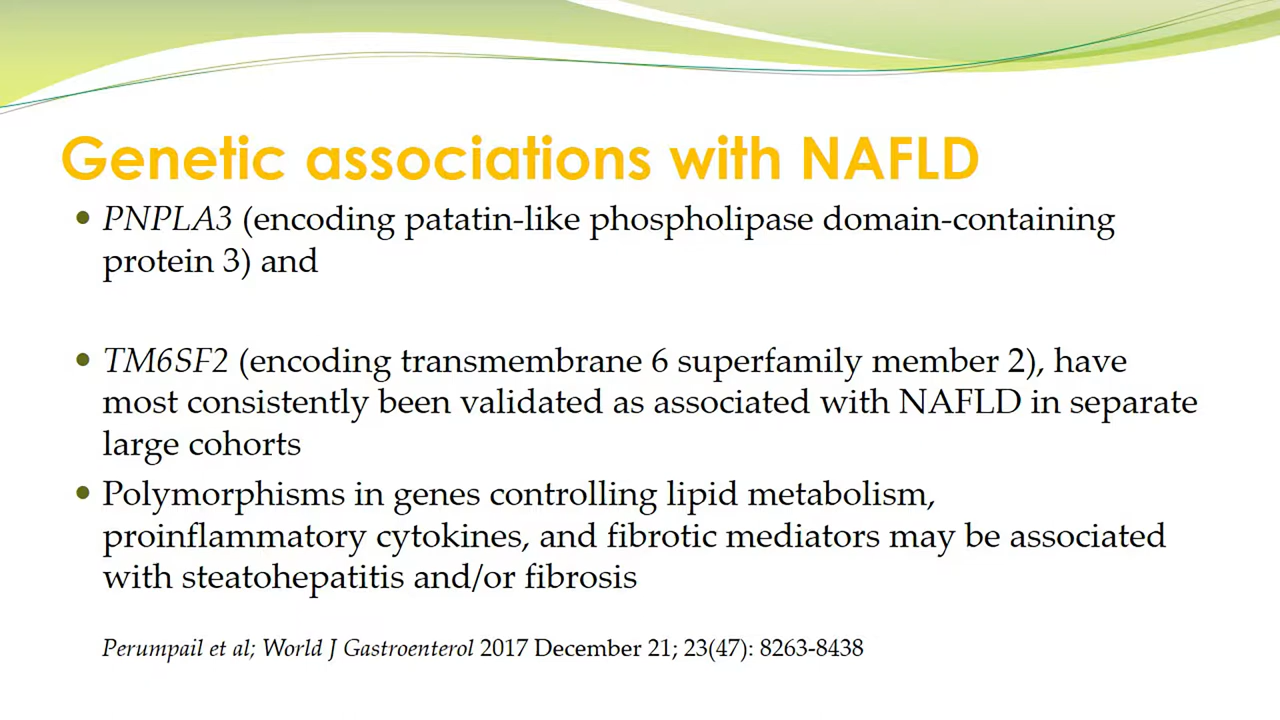 Genetic associations with NAFLD
• PNPLA3 (encoding patatin-like phospholipase domain-containing
protein 3) and
• TM6SF2 (encoding transmembrane 6 superfamily member 2), have
most consistently been validated as associated with NAFLD in separate
large cohorts
• Polymorphisms in genes controlling lipid metabolism,
proinflammatory cytokines, and fibrotic mediators may be associated
with steatohepatitis and/or fibrosis
Perumpail et al; World J Gastroenterol 2017 December 21; 23(47): 8263-8438